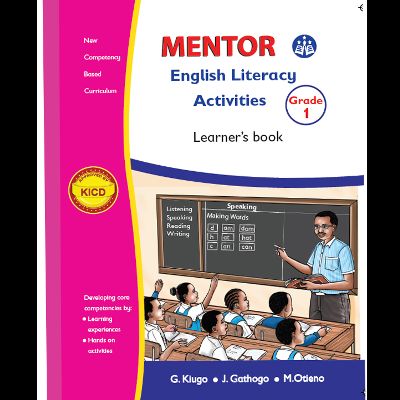 New
Competency
Based
Curriculum
MENTOR
English Literacy
Activities
Grade
1
Learner's book
APPROVED BY
KICD
Listening
Speaking
Reading
Writing
Speaking
Making Words
d am dam
h at hat
c an can
Developing core
competencies by:
• Learning
experiences
• Hands on
activities
G. Kiugo • J. Gathogo • M.Otieno